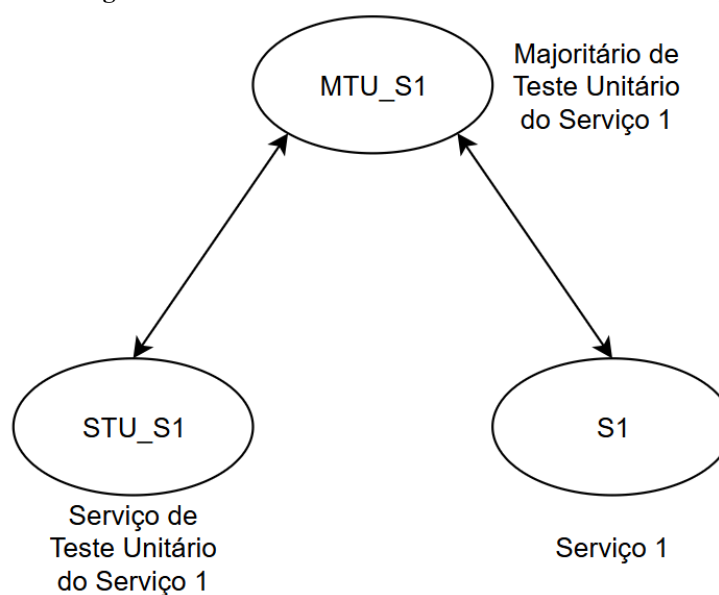 MTU_S1
Majoritário de
Teste Unitário
do Serviço 1
STU_S1
S1
Serviço de
Teste Unitário
do Serviço 1
Serviço 1